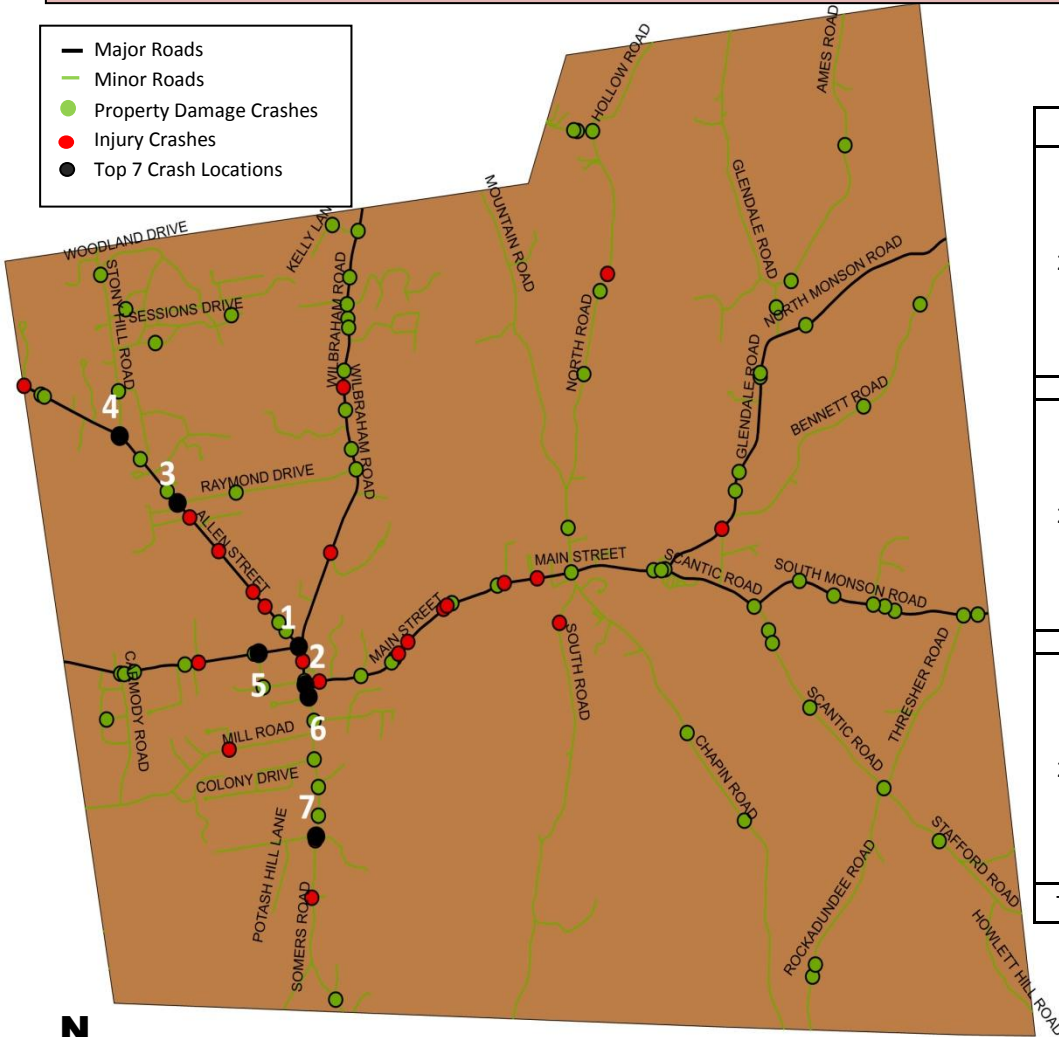 Major Roads
Minor Roads
Property Damage Crashes
Injury Crashes
Top 7 Crash Locations
HOLLOW ROAD
AMES ROAD
MOUNTAIN ROAD
GLENDALE ROAD
WOODLAND DRIVE
KELLY LAN
STONY HILL ROAD
SESSIONS DRIVE
WILBRAHAM ROAD
NORTH MONSON ROAD
NORTH ROAD
WILBRAHAM ROAD
GLENDALE ROAD
BENNETT ROAD
4
3
RAYMOND DRIVE
ALLEN STREET
MAIN STREET
SCANTIC ROAD
SOUTH MONSON ROAD
1
MAIN STREET
2
5
SOUTH ROAD
THRESHER ROAD
CARMODY ROAD
6
MILL ROAD
SCANTIC ROAD
COLONY DRIVE
CHAPIN ROAD
7
POTASH HILL LANE
STAFFORD ROAD
ROCKADUNDEE ROAD
SOMERS ROAD
HOWLETT HILL ROAD
N